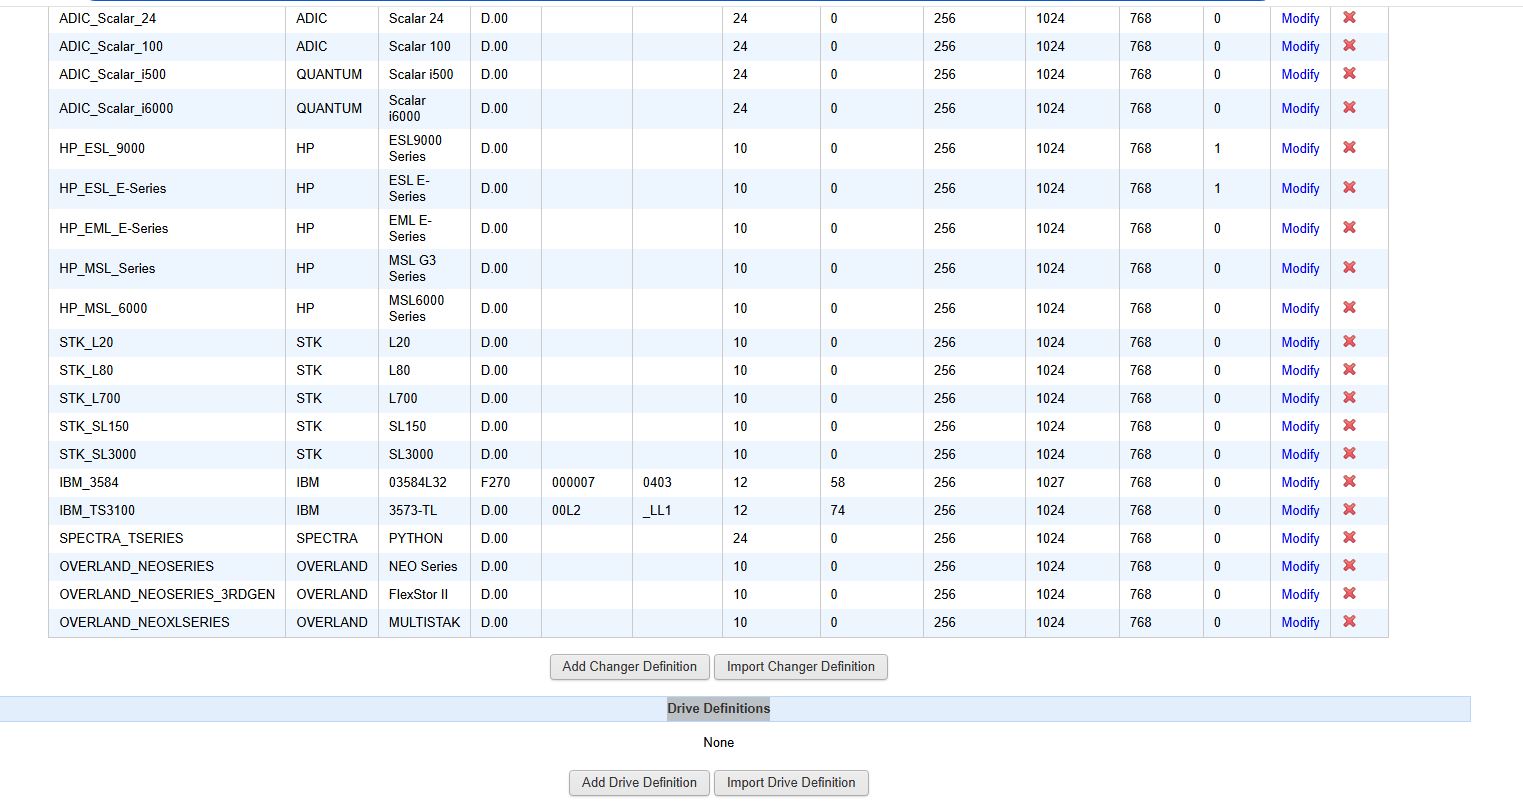 ADIC_Scalar_24 ADIC Scalar 24 D.00 24 0 256 1024 768 0 Modify
ADIC_Scalar_100 ADIC Scalar 100 D.00 24 0 256 1024 768 0 Modify
ADIC_Scalar_i500 QUANTUM Scalar i500 D.00 24 0 256 1024 768 0 Modify
ADIC_Scalar_i6000 QUANTUM Scalar i6000 D.00 24 0 256 1024 768 0 Modify
HP_ESL_9000 HP ESL9000 Series D.00 10 0 256 1024 768 1 Modify
HP_ESL_E-Series HP ESL E-Series D.00 10 0 256 1024 768 1 Modify
HP_EML_E-Series HP EML E-Series D.00 10 0 256 1024 768 0 Modify
HP_MSL_Series HP MSL G3 Series D.00 10 0 256 1024 768 0 Modify
HP_MSL_6000 HP MSL6000 Series D.00 10 0 256 1024 768 0 Modify
STK_L20 STK L20 D.00 10 0 256 1024 768 0 Modify
STK_L80 STK L80 D.00 10 0 256 1024 768 0 Modify
STK_L700 STK L700 D.00 10 0 256 1024 768 0 Modify
STK_SL150 STK SL150 D.00 10 0 256 1024 768 0 Modify
STK_SL3000 STK SL3000 D.00 10 0 256 1024 768 0 Modify
IBM_3584 IBM 03584L32 F270 000007 0403 12 58 256 1027 768 0 Modify
IBM_TS3100 IBM 3573-TL D.00 00L2 _LL1 12 74 256 1024 768 0 Modify
SPECTRA_TSERIES SPECTRA PYTHON D.00 24 0 256 1024 768 0 Modify
OVERLAND_NEOSERIES OVERLAND NEO Series D.00 10 0 256 1024 768 0 Modify
OVERLAND_NEOSERIES_3RDGEN OVERLAND FlexStor II D.00 10 0 256 1024 768 0 Modify
OVERLAND_NEOXLSERIES OVERLAND MULTISTAK D.00 10 0 256 1024 768 0 Modify
Add Changer Definition Import Changer Definition
Drive Definitions
None
Add Drive Definition Import Drive Definition